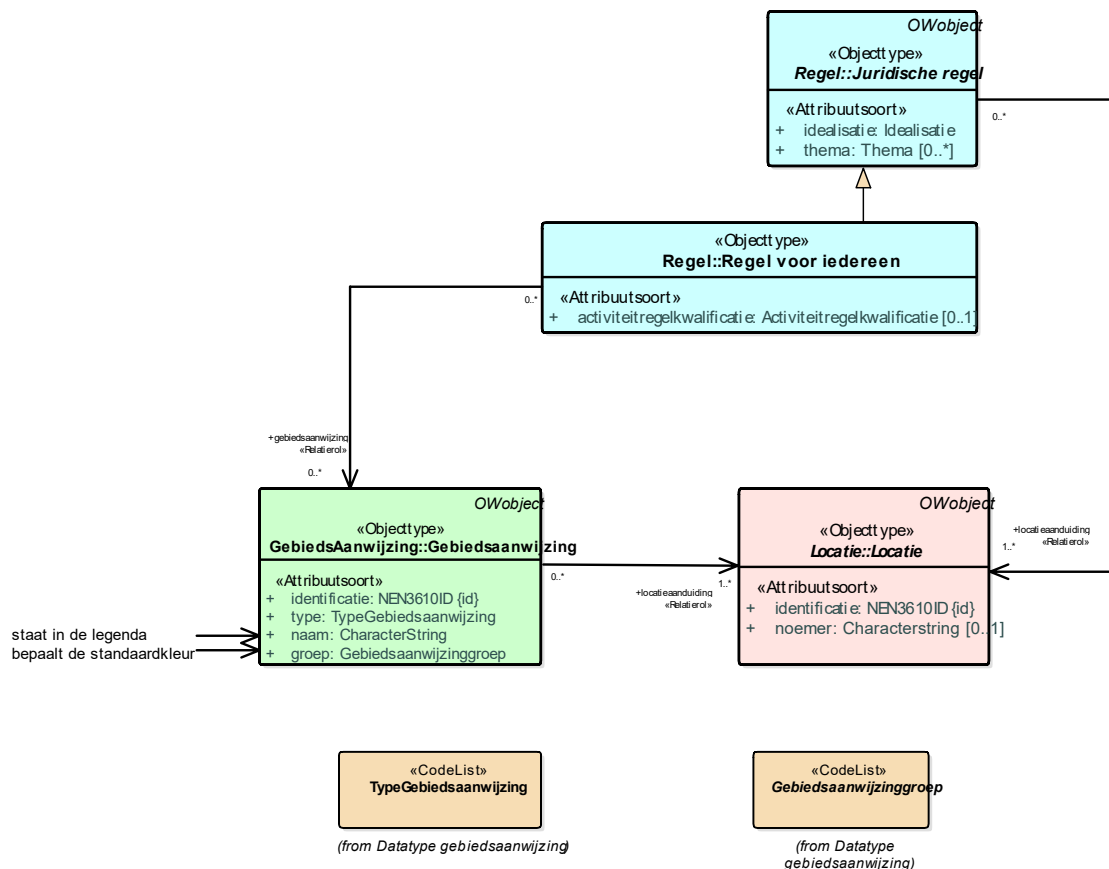 OWobject
«Objecttype»
Regel::Juridische regel
«Attribuutsoort»
+ idealisatie: Idealisatie
+ thema: Thema [0..*]
0..*
«Objecttype»
Regel::Regel voor iedereen
«Attribuutsoort»
+ activiteitregelkwalificatie: Activiteitregelkwalificatie [0..1]
0..*
+gebiedsaanwijzing
«Relatierol»
0..*
OWobject
«Objecttype»
GebiedsAanwijzing::Gebiedsaanwijzing
«Attribuutsoort»
+ identificatie: NEN3610ID {id}
+ type: TypeGebiedsaanwijzing
+ naam: CharacterString
+ groep: Gebiedsaanwijzinggroep
staat in de legenda
bepaalt de standaardkleur
0..*
1..*
+locatieaanduiding
«Relatierol»
OWobject
«Objecttype»
Locatie::Locatie
«Attribuutsoort»
+ identificatie: NEN3610ID {id}
+ noemer: Characterstring [0..1]
+locatieaanduiding
1..* «Relatierol»
«CodeList»
TypeGebiedsaanwijzing
(from Datatype gebiedsaanwijzing)
«CodeList»
Gebiedsaanwijzinggroep
(from Datatype
gebiedsaanwijzing)